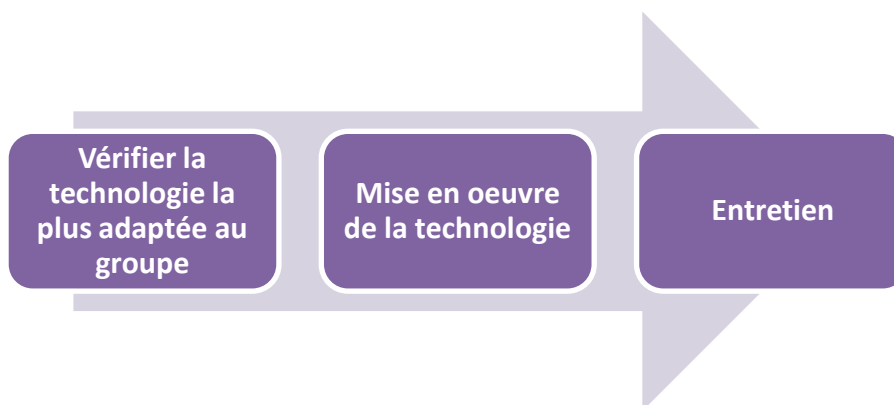 Vérifier la
technologie la
plus adaptée au
groupe
Mise en oeuvre
de la technologie
Entretien